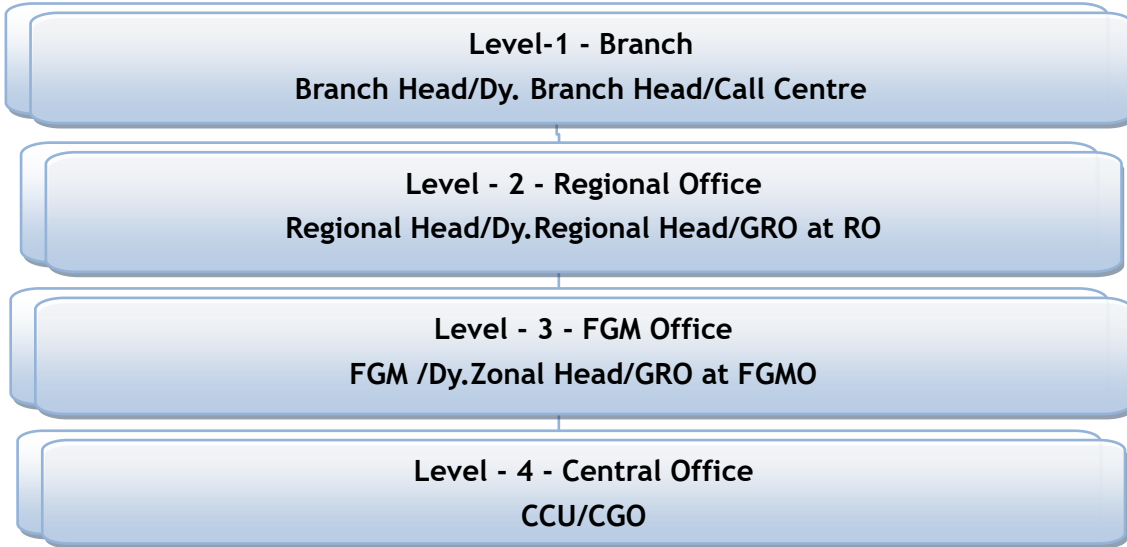 Level-1 - Branch
Branch Head/Dy. Branch Head/Call Centre
Level - 2 - Regional Office
Regional Head/Dy.Regional Head/GRO at RO
Level - 3 - FGM Office
FGM /Dy.Zonal Head/GRO at FGMO
Level - 4 - Central Office
CCU/CGO